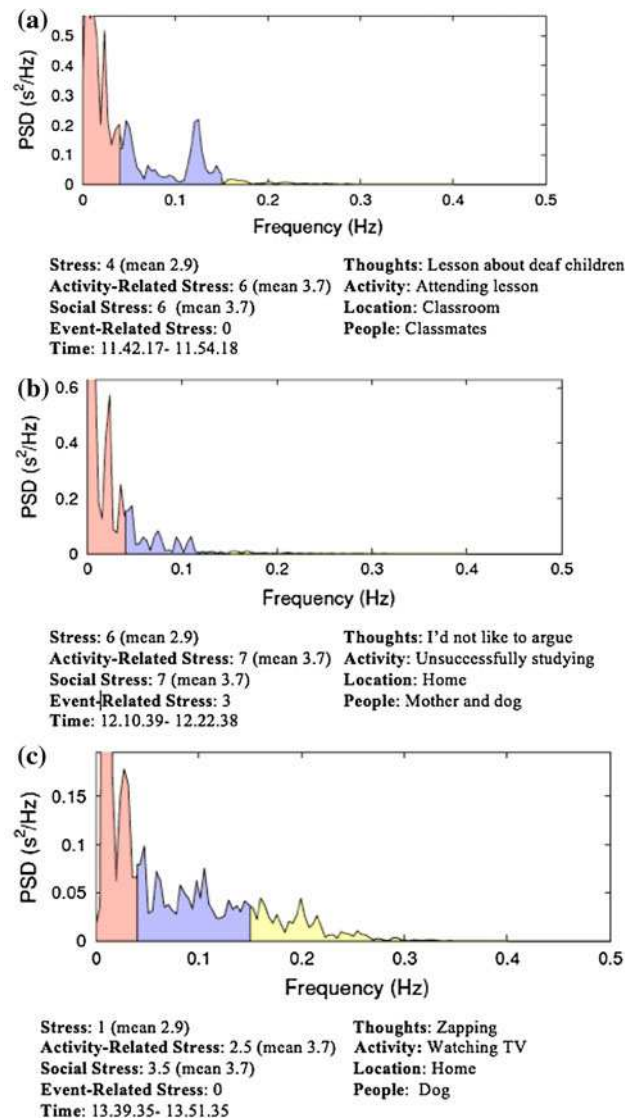 (a)
PSD (s²/Hz)
0.5
0.4
0.3
0.2
0.1
0
0 0.1 0.2 0.3 0.4 0.5
Frequency (Hz)
Stress: 4 (mean 2.9)
Activity-Related Stress: 6 (mean 3.7)
Social Stress: 6 (mean 3.7)
Event-Related Stress: 0
Time: 11.42.17- 11.54.18
Thoughts: Lesson about deaf children
Activity: Attending lesson
Location: Classroom
People: Classmates
(b)
PSD (s²/Hz)
0.6
0.4
0.2
0
0 0.1 0.2 0.3 0.4 0.5
Frequency (Hz)
Stress: 6 (mean 2.9)
Activity-Related Stress: 7 (mean 3.7)
Social Stress: 7 (mean 3.7)
Event-Related Stress: 3
Time: 12.10.39- 12.22.38
Thoughts: I'd not like to argue
Activity: Unsuccessfully studying
Location: Home
People: Mother and dog
(c)
PSD (s²/Hz)
0.15
0.1
0.05
0
0 0.1 0.2 0.3 0.4 0.5
Frequency (Hz)
Stress: 1 (mean 2.9)
Activity-Related Stress: 2.5 (mean 3.7)
Social Stress: 3.5 (mean 3.7)
Event-Related Stress: 0
Time: 13.39.35- 13.51.35
Thoughts: Zapping
Activity: Watching TV
Location: Home
People: Dog